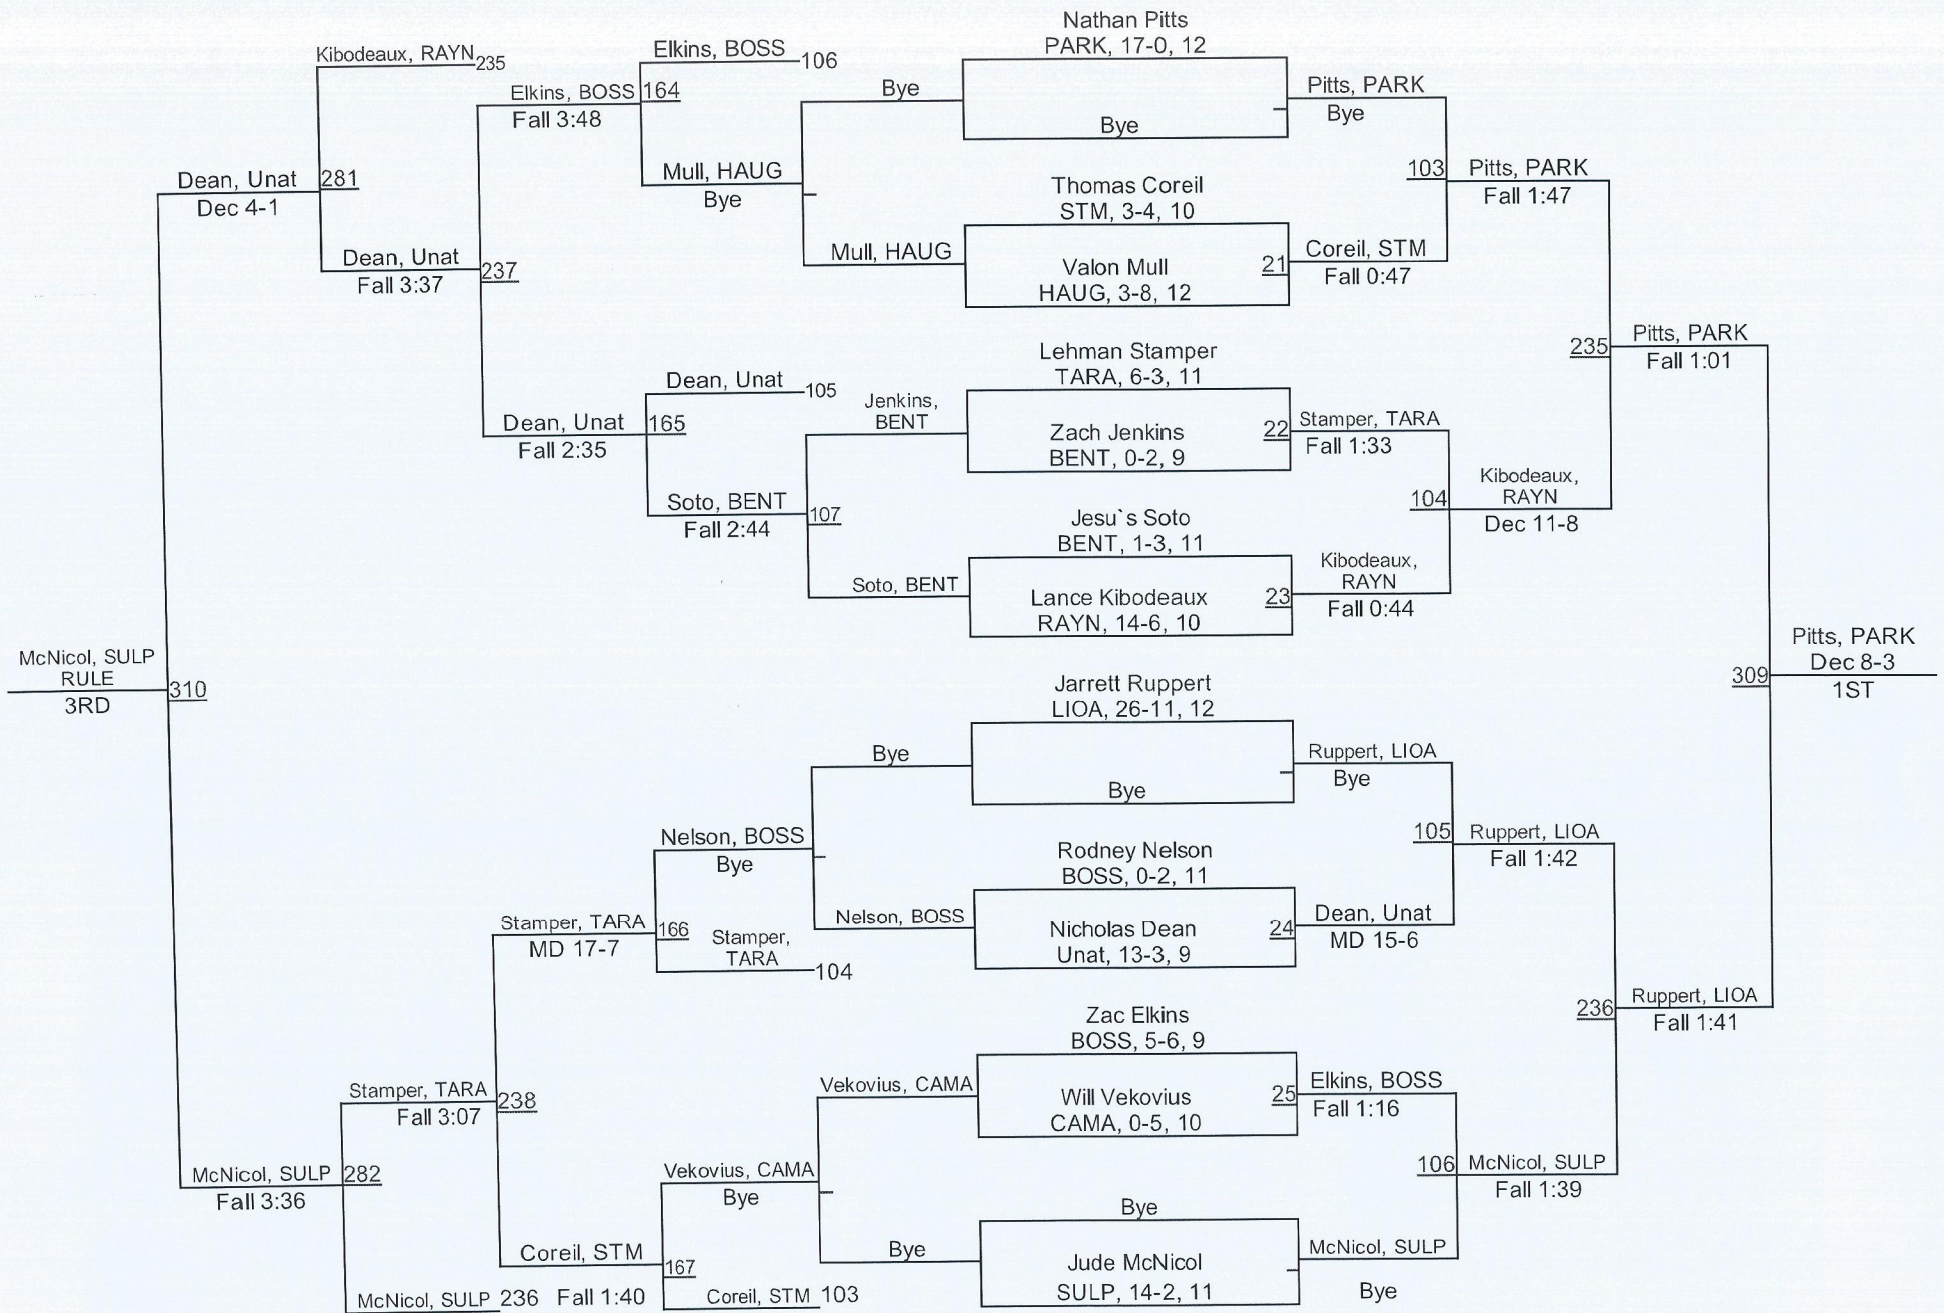 Nathan Pitts
PARK, 17-0, 12
Bye
Thomas Coreil
STM, 3-4, 10
Valon Mull
HAUG, 3-8, 12
21
Lehman Stamper
TARA, 6-3, 11
Zach Jenkins
BENT, 0-2, 9
22
Jesu`s Soto
BENT, 1-3, 11
Lance Kibodeaux
RAYN, 14-6, 10
23
Jarrett Ruppert
LIOA, 26-11, 12
Bye
Rodney Nelson
BOSS, 0-2, 11
Nicholas Dean
Unat, 13-3, 9
24
Zac Elkins
BOSS, 5-6, 9
Will Vekovius
CAMA, 0-5, 10
25
Bye
Jude McNicol
SULP, 14-2, 11
Pitts, PARK
Bye
103
Coreil, STM
Fall 0:47
Stamper, TARA
Fall 1:33
104
Kibodeaux,
RAYN
Fall 0:44
Ruppert, LIOA
Bye
105
Dean, Unat
MD 15-6
Elkins, BOSS
Fall 1:16
106
McNicol, SULP
Bye
Pitts, PARK
Fall 1:47
235
Kibodeaux,
RAYN
Dec 11-8
Ruppert, LIOA
Fall 1:42
236
McNicol, SULP
Fall 1:39
Pitts, PARK
Fall 1:01
309
Ruppert, LIOA
Fall 1:41
Pitts, PARK
Dec 8-3
1ST
Bye
Mull, HAUG
Jenkins,
BENT
107
Soto, BENT
Bye
Nelson, BOSS
Vekovius, CAMA
Bye
Elkins, BOSS
106
164
Mull, HAUG
Bye
Dean, Unat
105
165
Soto, BENT
Fall 2:44
Nelson, BOSS
Bye
166
Stamper,
TARA
104
Vekovius, CAMA
Bye
167
Coreil, STM
103
Elkins, BOSS
Fall 3:48
237
Dean, Unat
Fall 2:35
Stamper, TARA
MD 17-7
238
Coreil, STM
Fall 1:40
Kibodeaux, RAYN
235
281
Dean, Unat
Fall 3:37
Stamper, TARA
Fall 3:07
282
McNicol, SULP
236
Dean, Unat
Dec 4-1
310
McNicol, SULP
Fall 3:36
McNicol, SULP
RULE
3RD